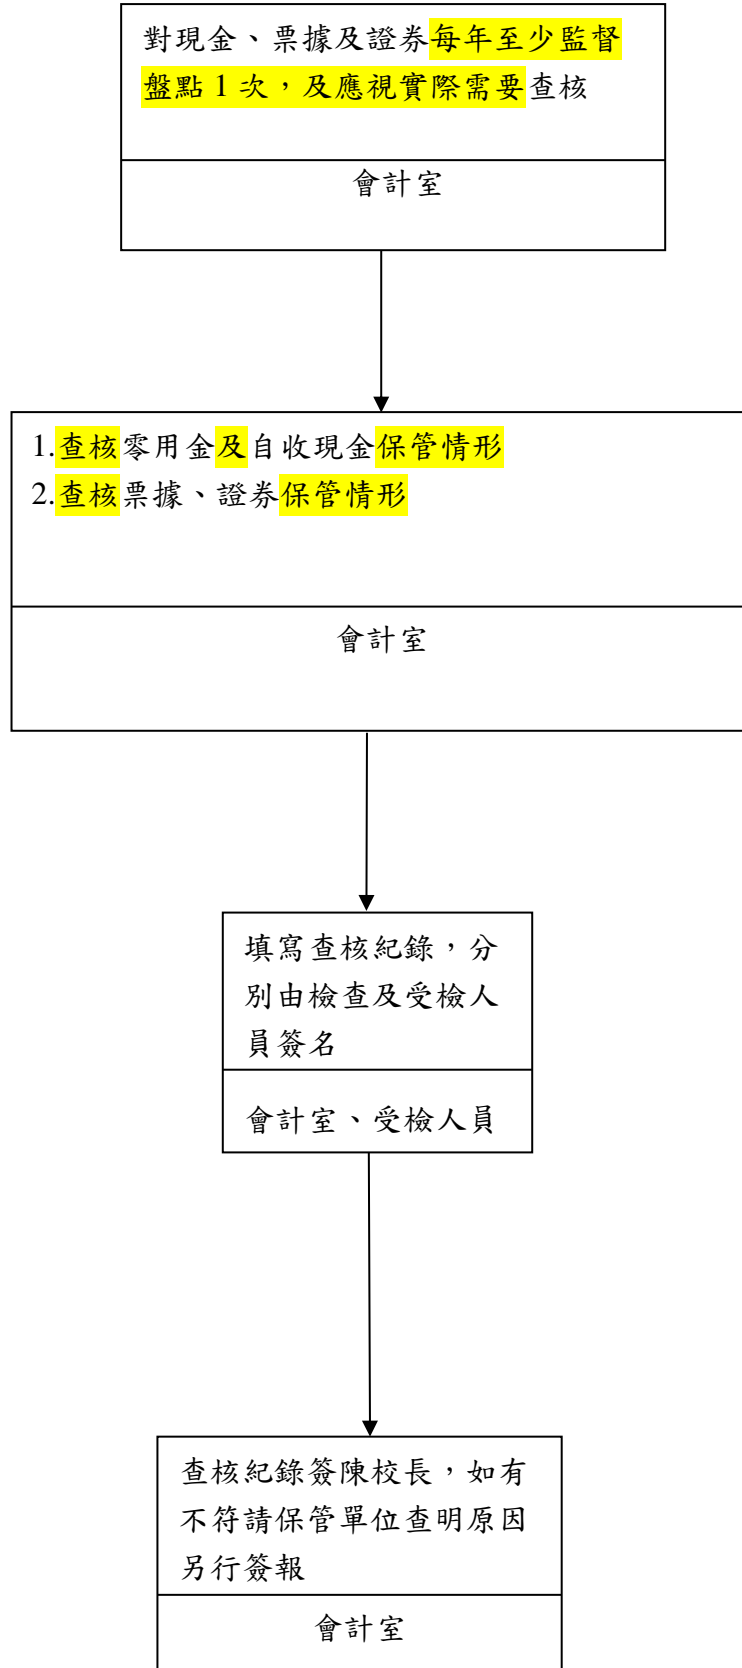 對現金、票據及證券每年至少監督
盤點 1 次，及應視實際需要查核
會計室
1.查核零用金及自收現金保管情形
2.查核票據、證券保管情形
會計室
填寫查核紀錄，分
別由檢查及受檢人
員簽名
會計室、受檢人員
查核紀錄簽陳校長，如有
不符請保管單位查明原因
另行簽報
會計室